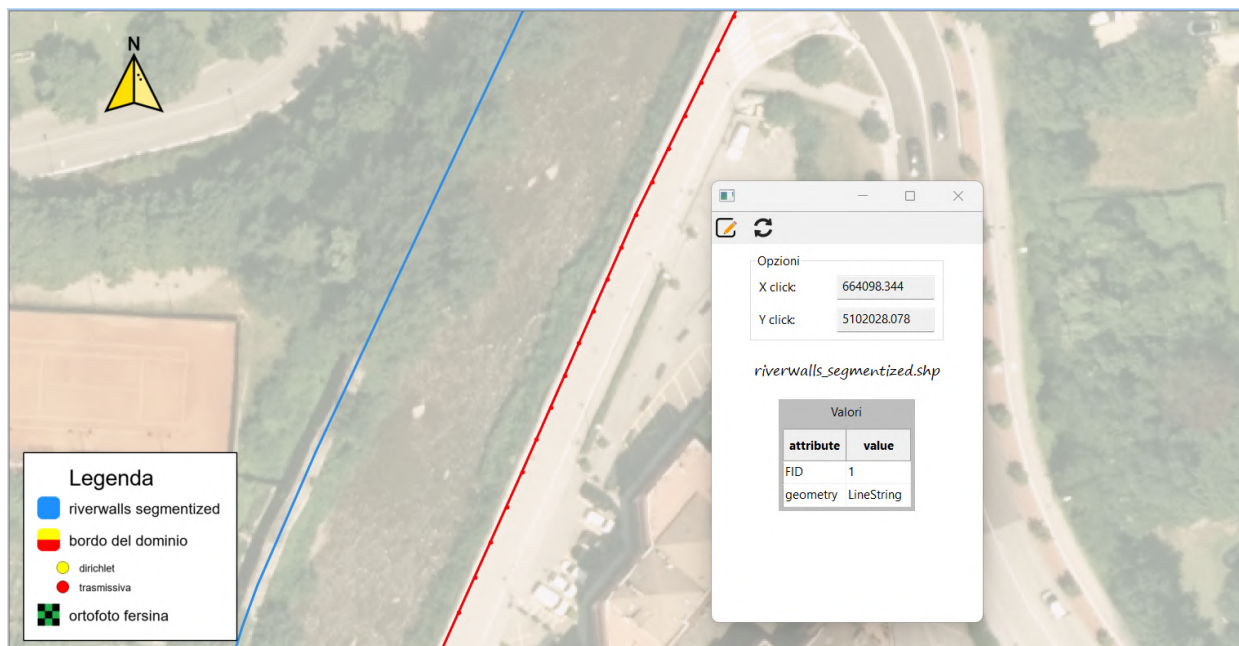 N
Opzioni
X click: 664098.344
Y click: 5102028.078
riverwalls_segmentized.shp
Valori
attribute value
FID 1
geometry LineString
Legenda
riverwalls segmentized
bordo del dominio
dirichlet
trasmissiva
ortofoto fersina